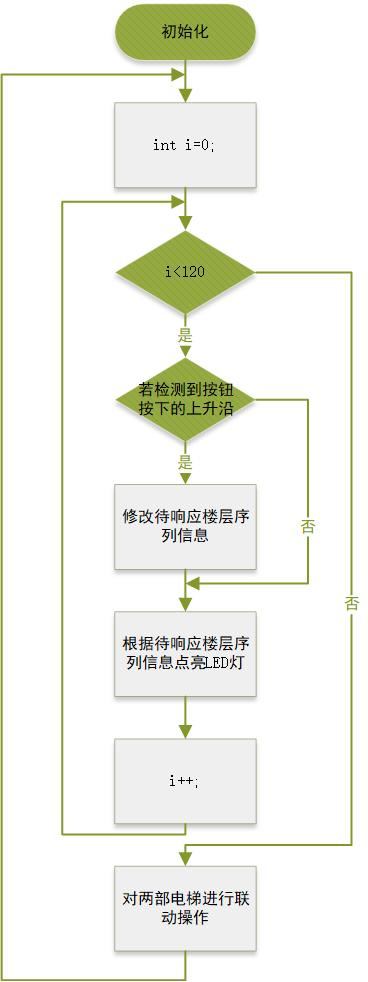 初始化
int i=0;
i<120
是
若检测到按钮
按下的上升沿
是
修改待响应楼层序
列信息
否
否
根据待响应楼层序
列信息点亮LED灯
i++;
对两部电梯进行联
动操作